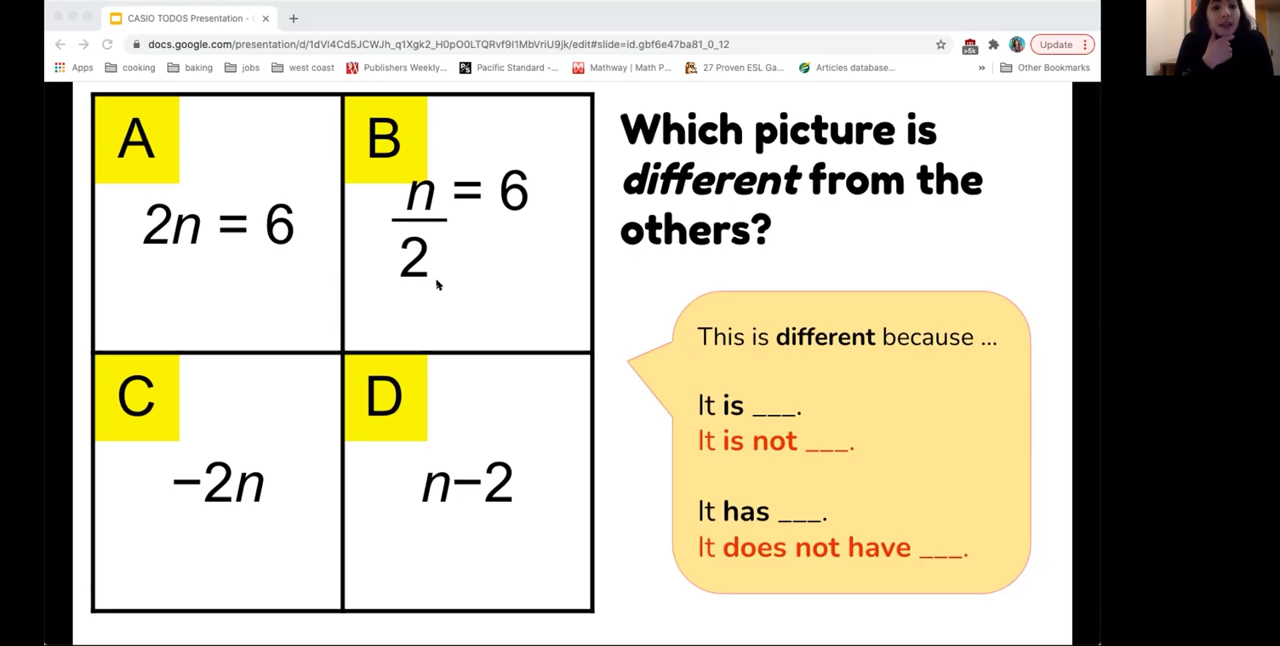 CASIO TODOS Presentation -
docs.google.com/presentation/d/1dVl4Cd5JCWJh_q1Xgk2_H0pO0LTQRvf9I1MbVriU9jk/edit#slide=id.gbf6e47ba81_0_12
Update
Apps cooking baking jobs west coast Publishers Weekly... Pacific Standard -... Mathway | Math P... 27 Proven ESL Ga... Articles database... » Other Bookmarks
A
2n = 6
B
n = 6
2
C
−2n
D
n−2
Which picture is
different from the
others?
This is different because ...
It is ___.
It is not ___.
It has ___.
It does not have ___.